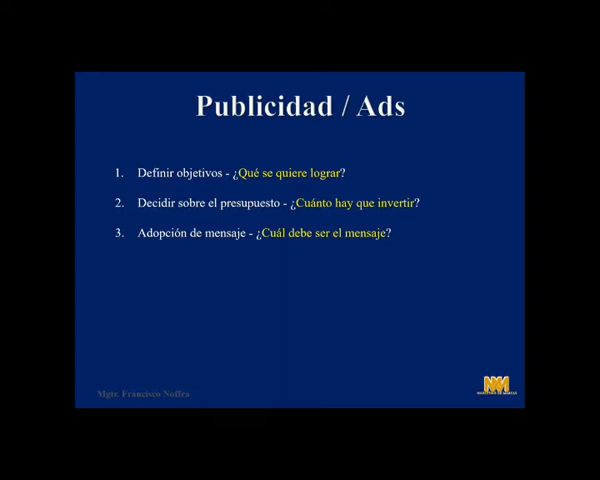 Publicidad / Ads
1. Definir objetivos - ¿Qué se quiere lograr?
2. Decidir sobre el presupuesto - ¿Cuánto hay que invertir?
3. Adopción de mensaje - ¿Cuál debe ser el mensaje?
Mgtr. Francisco Noffro